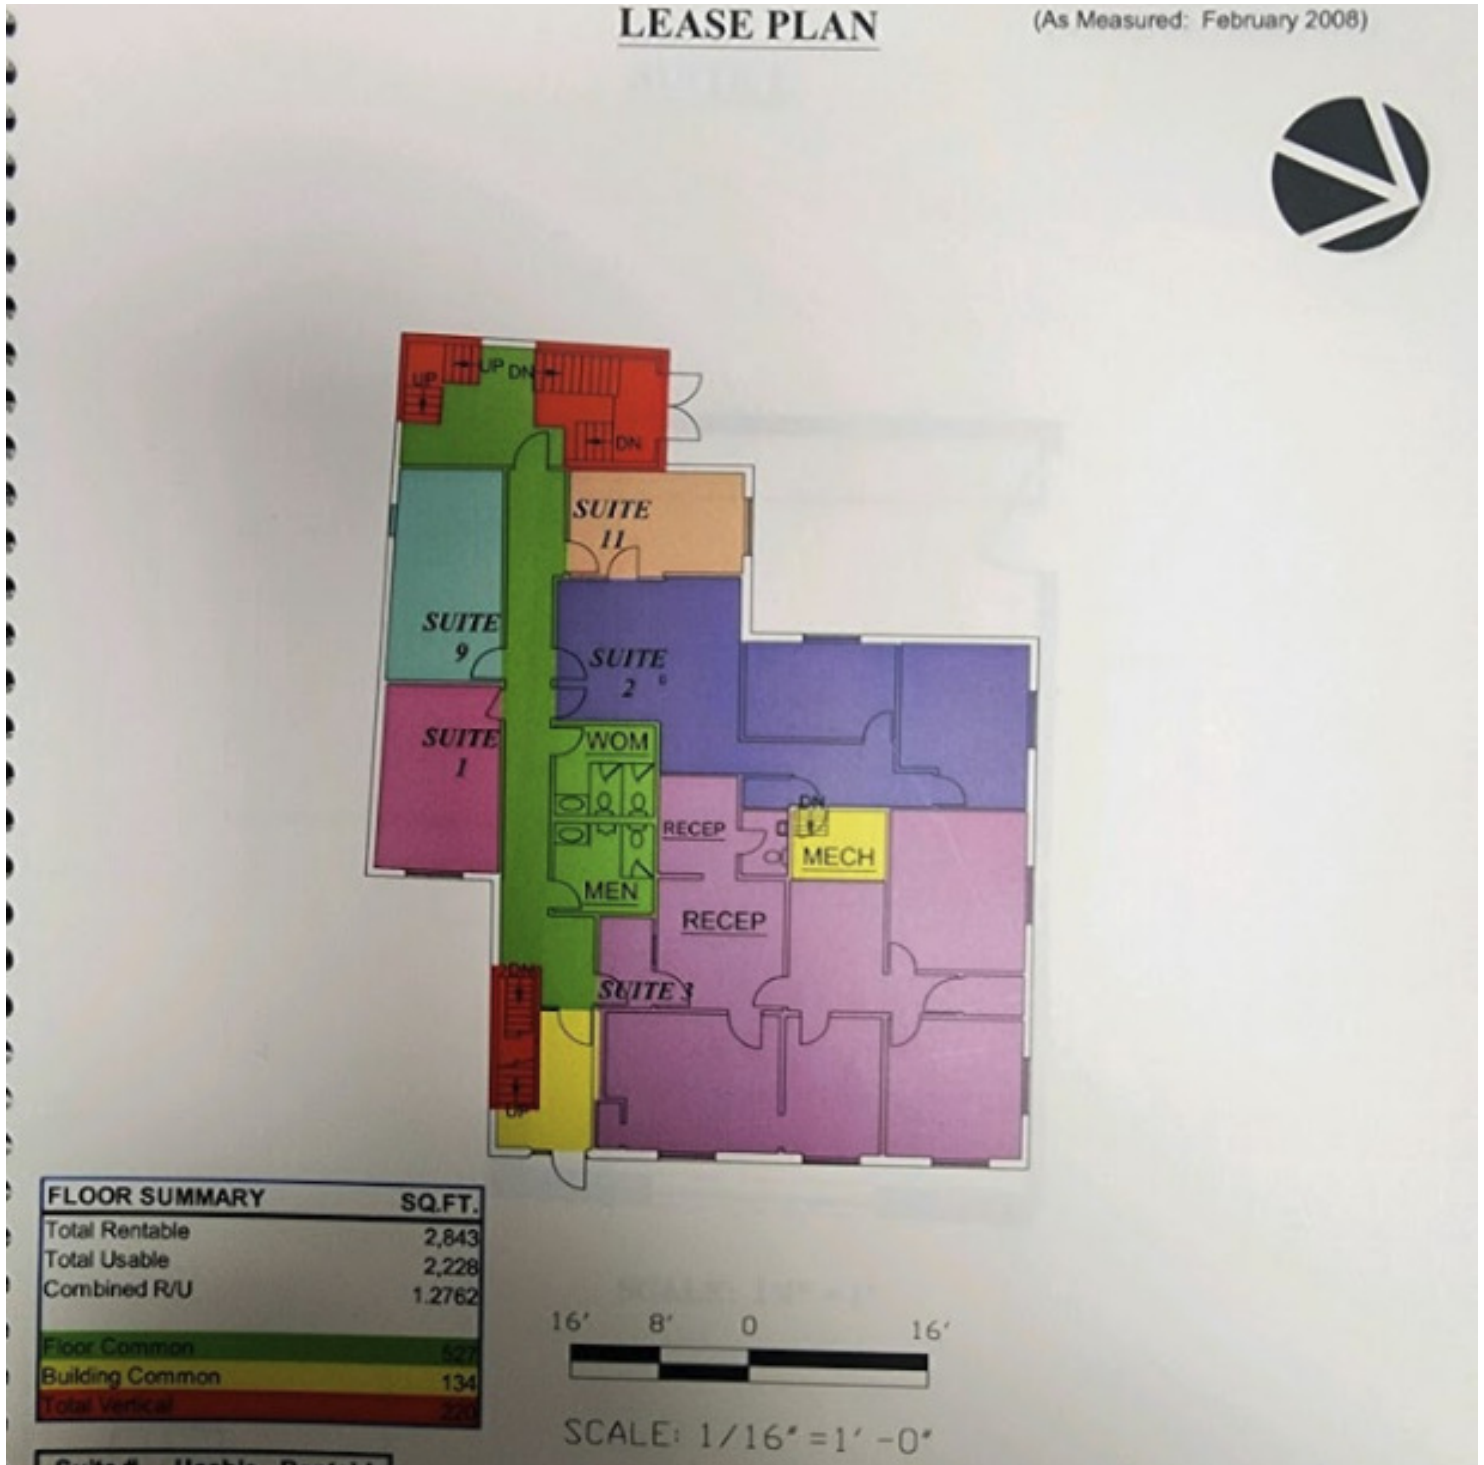 LEASE PLAN
(As Measured: February 2008)
UP
UP
DN
DN
SUITE
11
SUITE
9
SUITE
2
SUITE
1
WOM
DN
RECEP
MECH
MEN
RECEP
DN
SUITE 3
UP
FLOOR SUMMARY SQ.FT.
Total Rentable 2,843
Total Usable 2,228
Combined R/U 1.2762
Floor Common 527
Building Common 134
Total Vertical 220
16' 8' 0 16'
SCALE: 1/16"=1'-0"